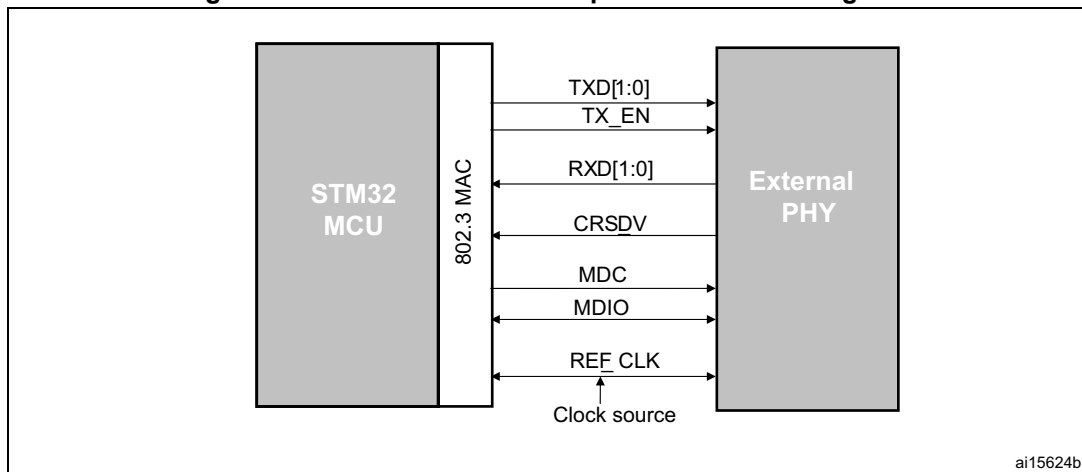 STM32
MCU
802.3 MAC
TXD[1:0]
TX_EN
RXD[1:0]
CRSDV
MDC
MDIO
REF_CLK
Clock source
External
PHY
ai15624b